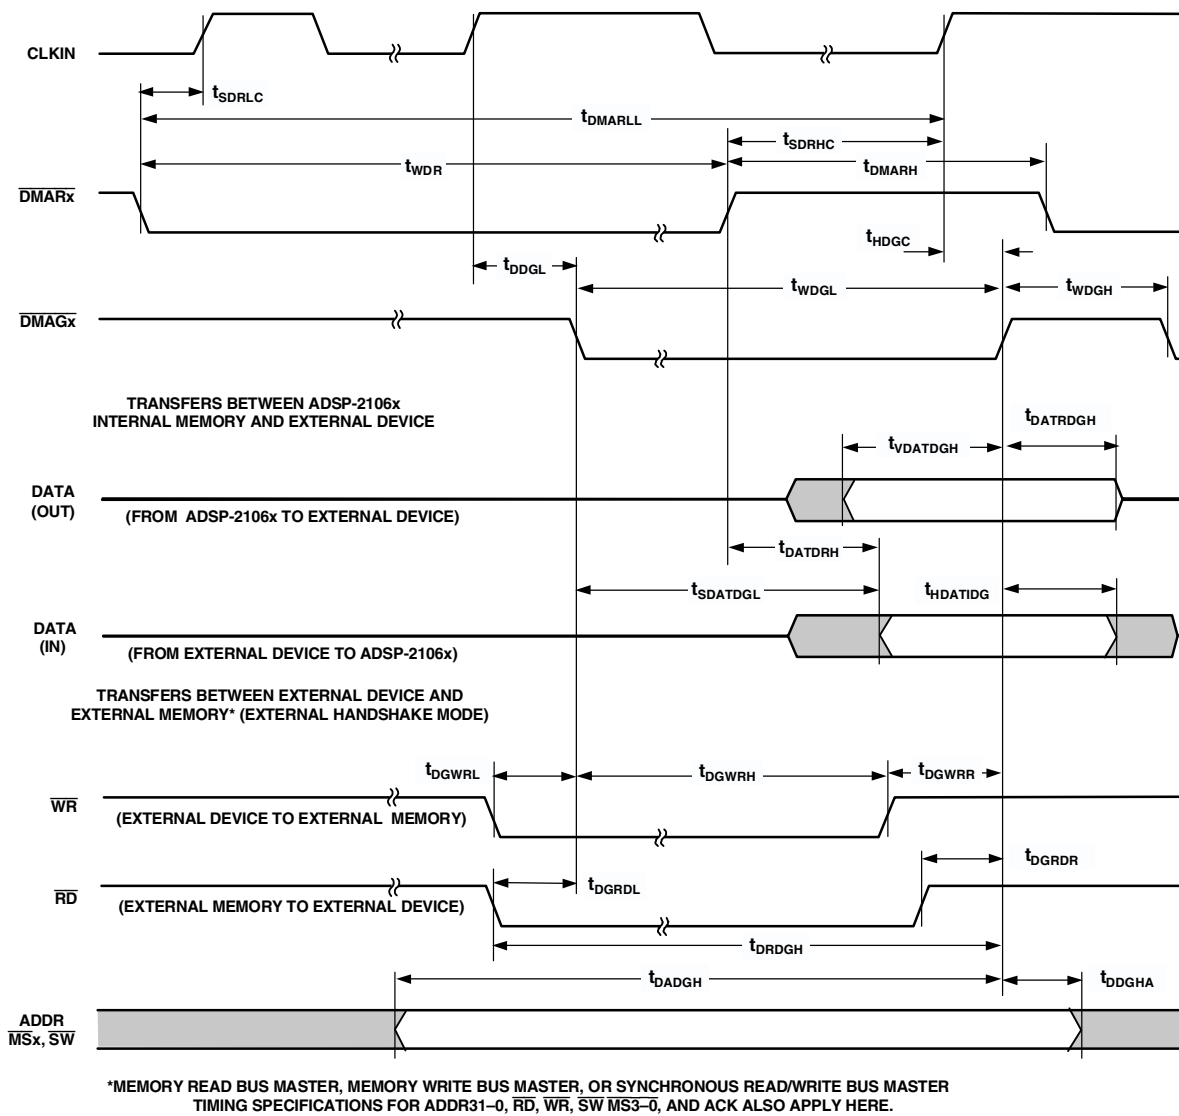 CLKIN
tSDRLC
tDMARLL
tSDRHC
tWDR
tDMARH
DMARx
tHDGC
tDDGL
tWDGL
tWDGH
DMAGx
TRANSFERS BETWEEN ADSP-2106x
INTERNAL MEMORY AND EXTERNAL DEVICE
tDATRDGH
tVDATDGH
DATA
(OUT)
(FROM ADSP-2106x TO EXTERNAL DEVICE)
tDATDRH
tSDATDGL
tHDATIDG
DATA
(IN)
(FROM EXTERNAL DEVICE TO ADSP-2106x)
TRANSFERS BETWEEN EXTERNAL DEVICE AND
EXTERNAL MEMORY* (EXTERNAL HANDSHAKE MODE)
tDGWRL
tDGWRH
tDGWRR
WR
(EXTERNAL DEVICE TO EXTERNAL MEMORY)
tDGRDR
RD
tDGRDL
(EXTERNAL MEMORY TO EXTERNAL DEVICE)
tDRDGH
tDADGH
tDDGHA
ADDR
MSx, SW
*MEMORY READ BUS MASTER, MEMORY WRITE BUS MASTER, OR SYNCHRONOUS READ/WRITE BUS MASTER
TIMING SPECIFICATIONS FOR ADDR31–0, RD, WR, SW MS3–0, AND ACK ALSO APPLY HERE.